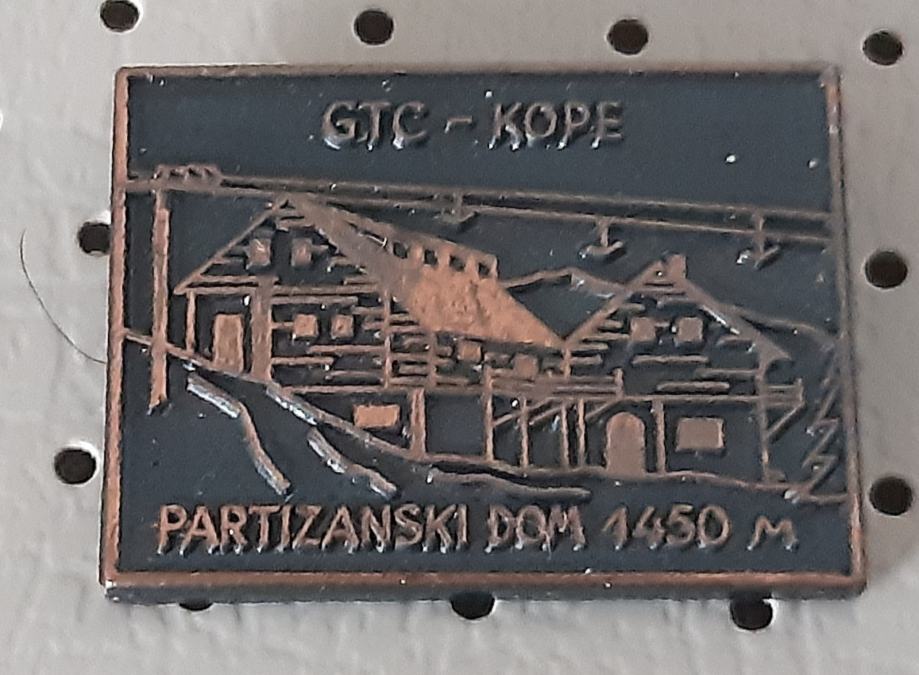 GTC - KOPE
PARTIZANSKI DOM 1450 M